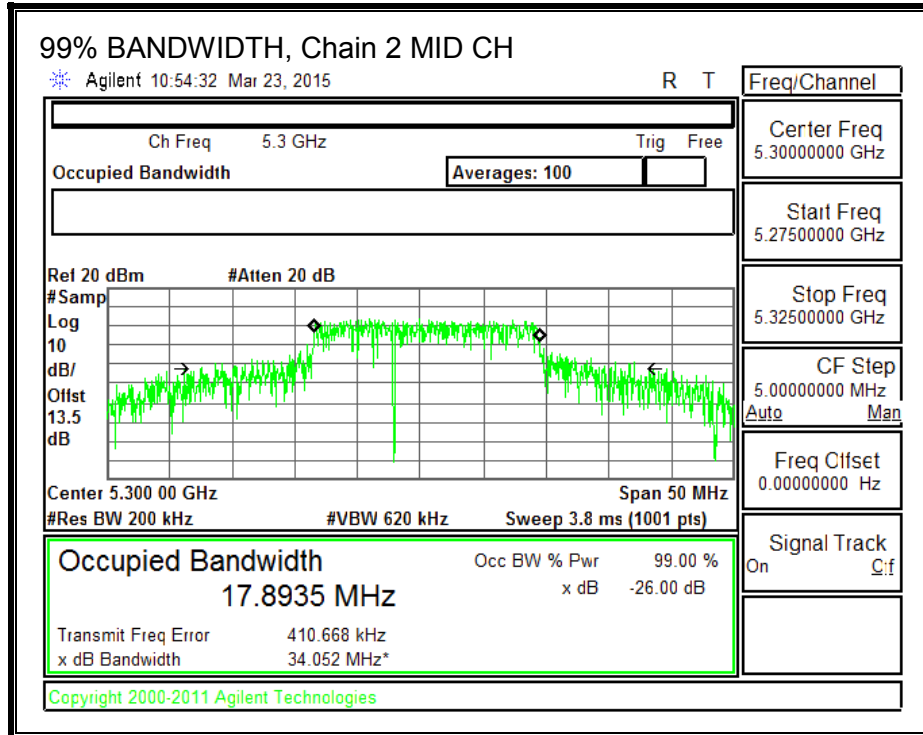 99% BANDWIDTH, Chain 2 MID CH
Agilent 10:54:32 Mar 23, 2015 R T
Freq/Channel
Ch Freq 5.3 GHz Trig Free
Occupied Bandwidth Averages: 100
Center Freq
5.30000000 GHz
Start Freq
5.27500000 GHz
Stop Freq
5.32500000 GHz
CF Step
5.00000000 MHz
Auto Man
Freq Offset
0.00000000 Hz
Signal Track
On Off
Ref 20 dBm #Atten 20 dB
#Samp
Log
10
dB/
Offst
13.5
dB
Center 5.300 00 GHz Span 50 MHz
#Res BW 200 kHz #VBW 620 kHz Sweep 3.8 ms (1001 pts)
Occupied Bandwidth Occ BW % Pwr 99.00 %
17.8935 MHz x dB -26.00 dB
Transmit Freq Error 410.668 kHz
x dB Bandwidth 34.052 MHz*
Copyright 2000-2011 Agilent Technologies